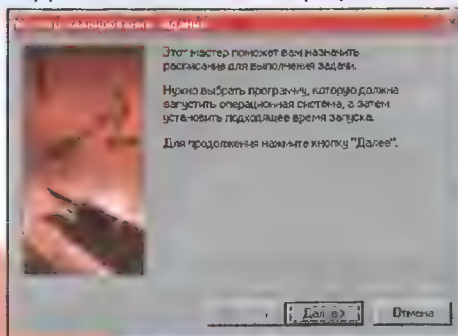 Этот мастер поможет вам назначить
расписание для выполнения задачи.
Нужно выбрать программу, которую должна
запустить операционная система, а затем
установить подходящее время запуска.
Для продолжения нажмите кнопку "Далее".
Далее
Отмена